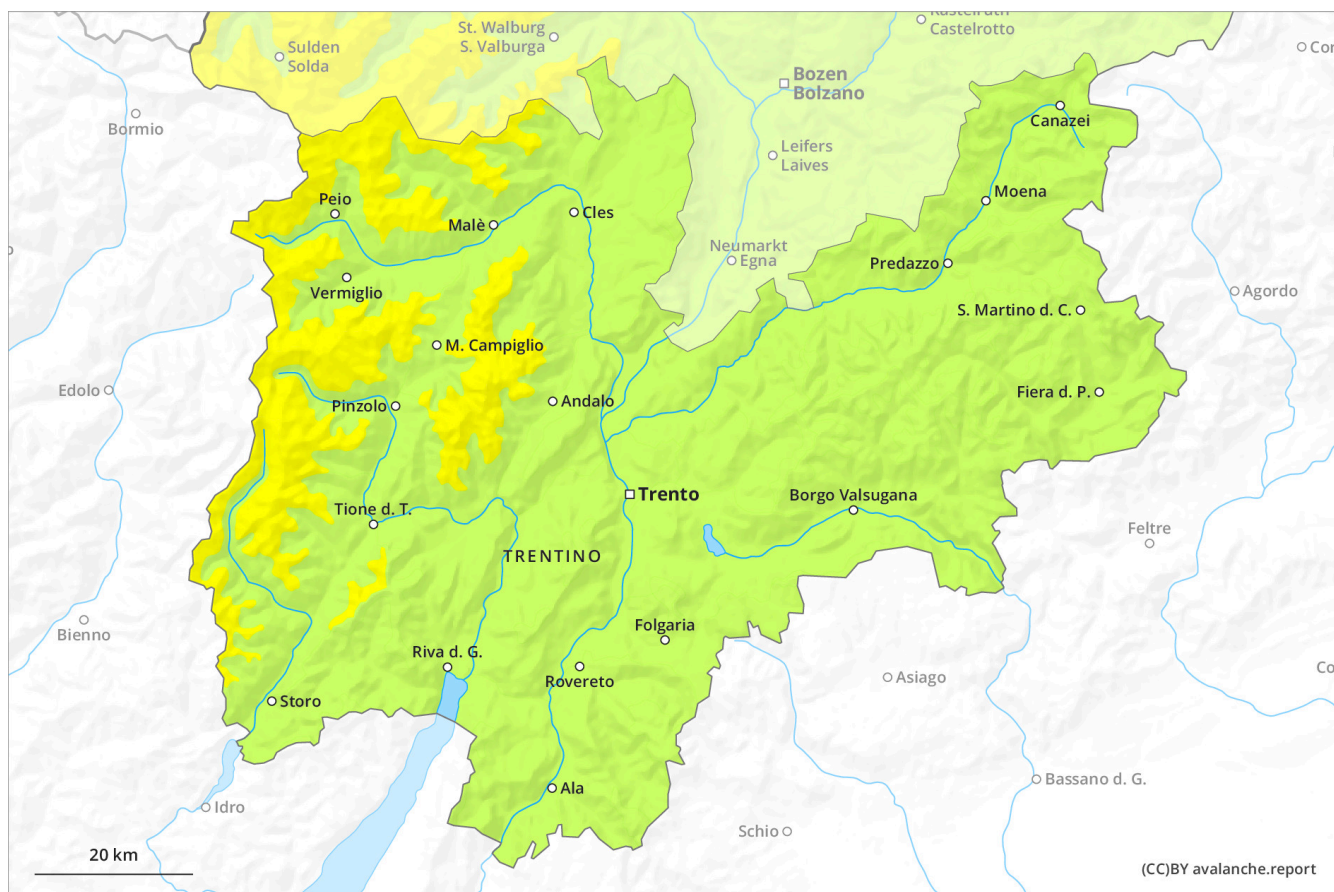 Kastelruth
Castelrotto
St. Walburg
S. Valburga
Sulden
Solda
Bozen
Bolzano
Bormio
Canazei
Leifers
Laives
Peio
Moena
Malè
Cles
Neumarkt
Egna
Predazzo
Vermiglio
Agordo
S. Martino d. C.
M. Campiglio
Edolo
Fiera d. P.
Pinzolo
Andalo
Trento
Borgo Valsugana
Tione d. T.
Feltre
TRENTINO
Bienno
Folgaria
Riva d. G.
Asiago
Rovereto
Storo
Bassano d. G.
Ala
Idro
Schio
20 km
(CC)BY avalanche.report